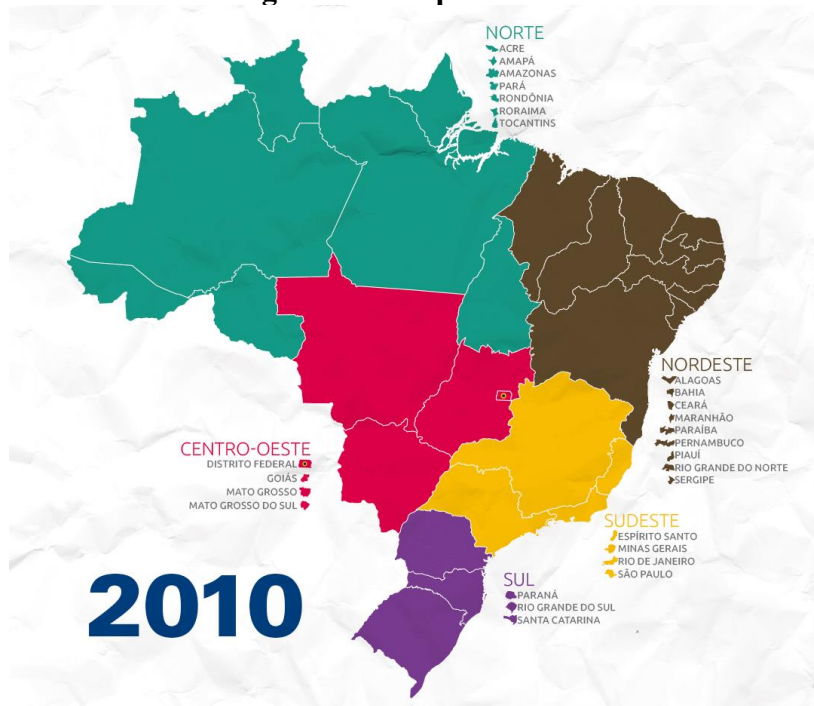 NORTE
ACRE
AMAPÁ
AMAZONAS
PARÁ
RONDÔNIA
RORAIMA
TOCANTINS
NORDESTE
ALAGOAS
BAHIA
CEARÁ
MARANHÃO
PARAÍBA
PERNAMBUCO
PIAUÍ
RIO GRANDE DO NORTE
SERGIPE
CENTRO-OESTE
DISTRITO FEDERAL
GOIÁS
MATO GROSSO
MATO GROSSO DO SUL
SUDESTE
ESPÍRITO SANTO
MINAS GERAIS
RIO DE JANEIRO
SÃO PAULO
SUL
PARANÁ
RIO GRANDE DO SUL
SANTA CATARINA
2010